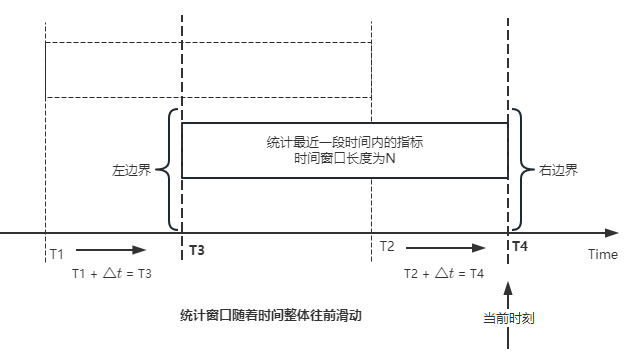 统计最近一段时间内的指标
时间窗口长度为N
左边界
右边界
T1
T3
T2
T4
Time
T1 + △t = T3
T2 + △t = T4
统计窗口随着时间整体往前滑动
当前时刻